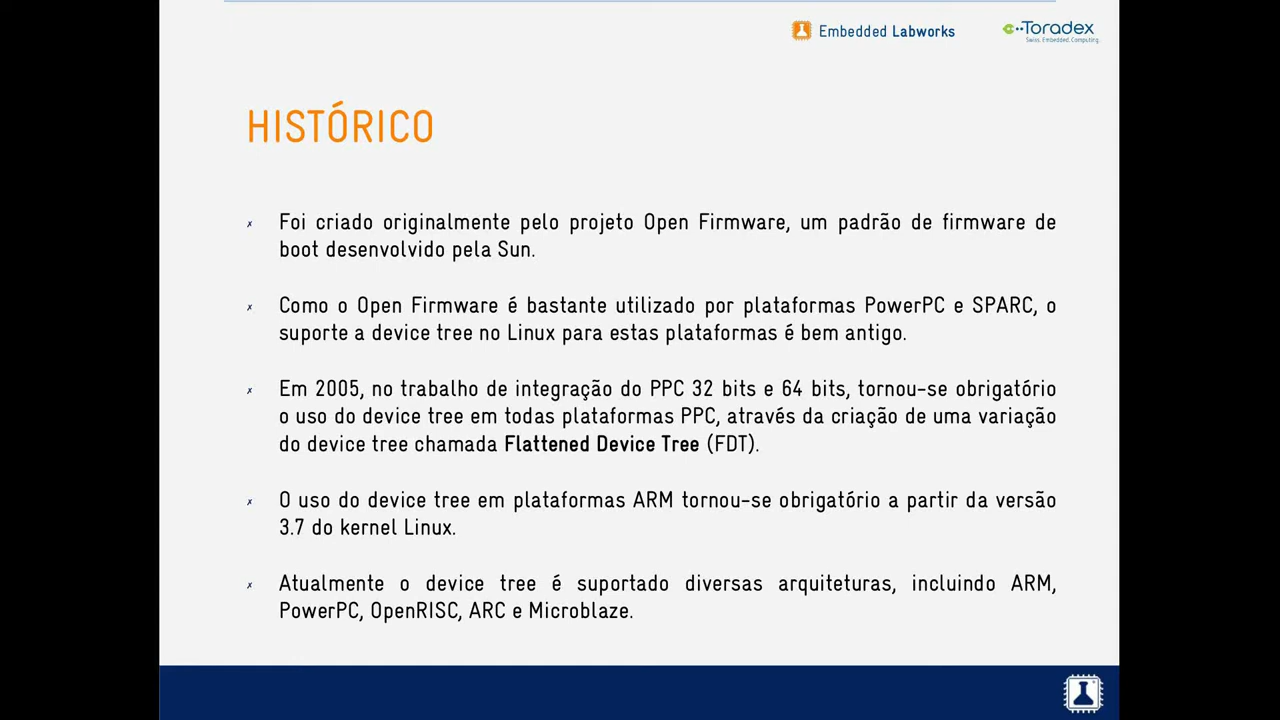 Embedded Labworks
Toradex
Swiss. Embedded. Computing.
HISTÓRICO
Foi criado originalmente pelo projeto Open Firmware, um padrão de firmware de
boot desenvolvido pela Sun.
Como o Open Firmware é bastante utilizado por plataformas PowerPC e SPARC, o
suporte a device tree no Linux para estas plataformas é bem antigo.
Em 2005, no trabalho de integração do PPC 32 bits e 64 bits, tornou-se obrigatório
o uso do device tree em todas plataformas PPC, através da criação de uma variação
do device tree chamada Flattened Device Tree (FDT).
O uso do device tree em plataformas ARM tornou-se obrigatório a partir da versão
3.7 do kernel Linux.
Atualmente o device tree é suportado diversas arquiteturas, incluindo ARM,
PowerPC, OpenRISC, ARC e Microblaze.